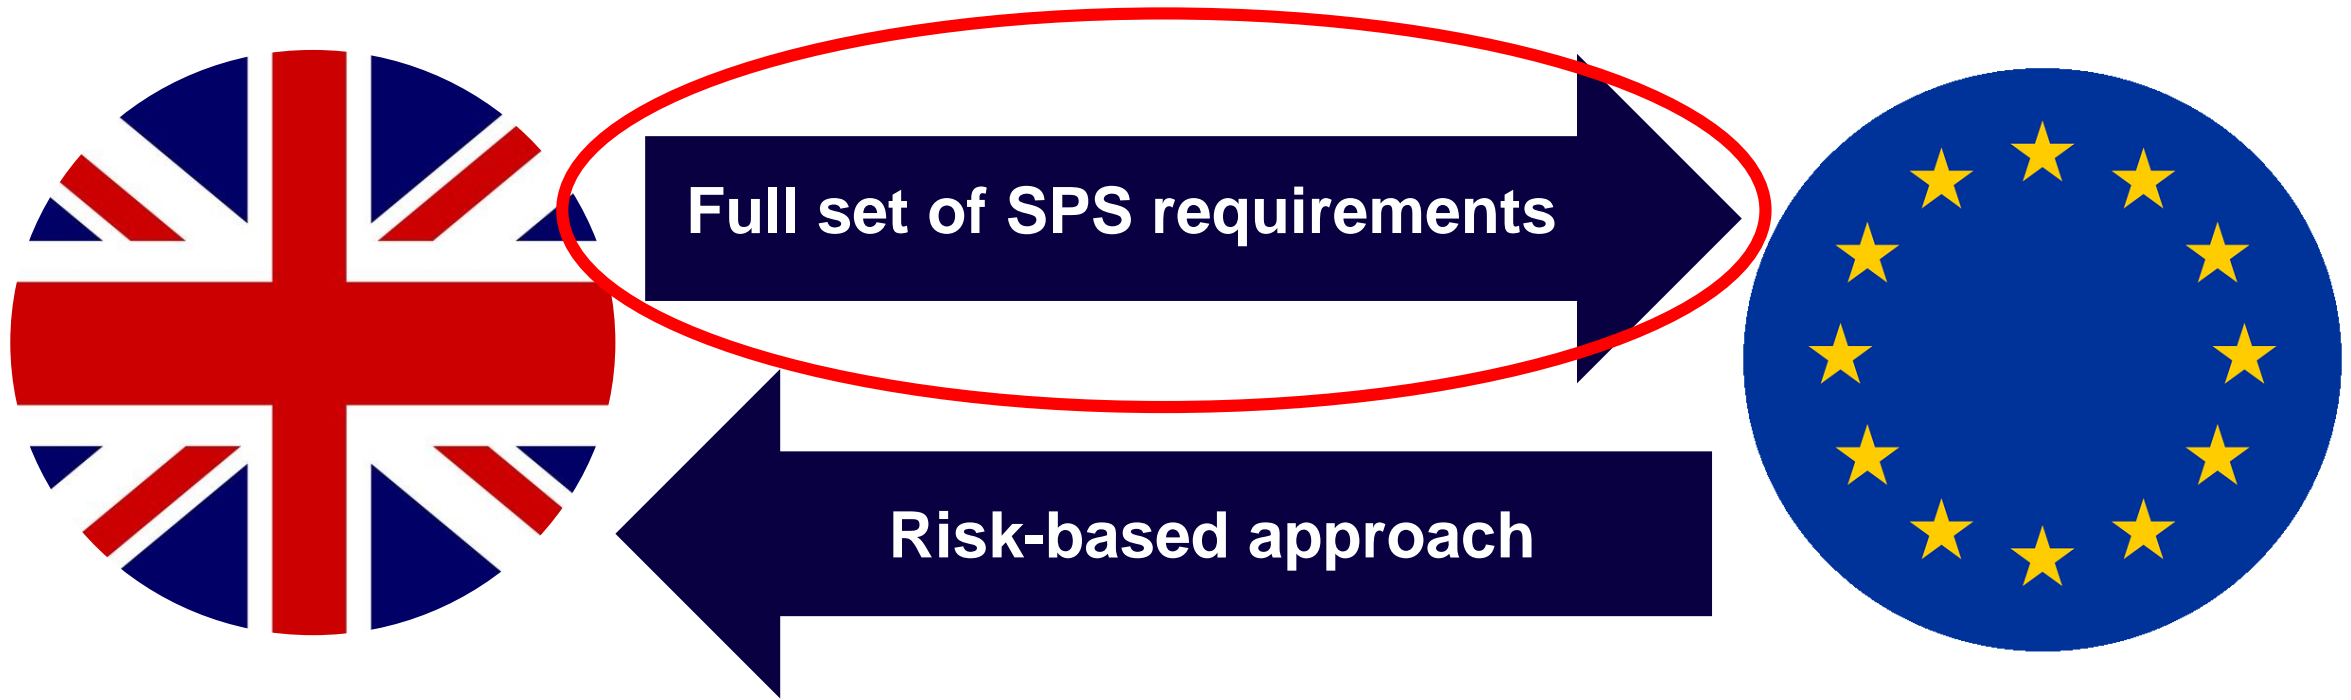 Full set of SPS requirements
Risk-based approach